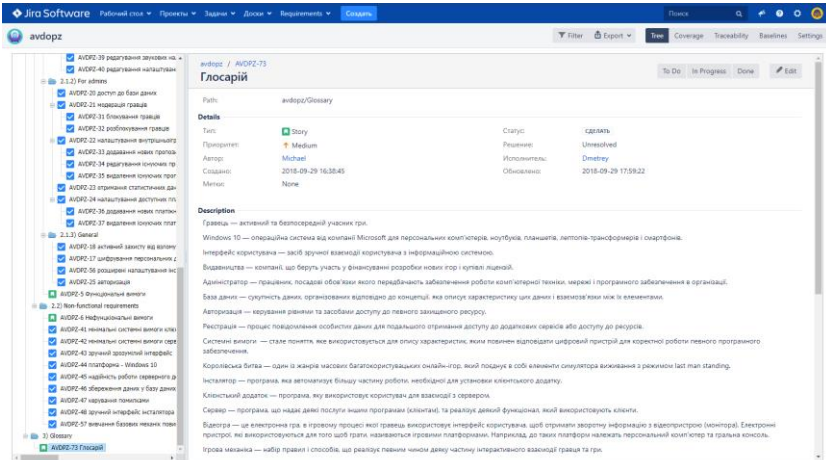 Jira Software Рабочий стол Проекты Задачи Доски Requirements Создать Поиск
avdopz Filter Export Tree Coverage Traceability Baselines Settings
AVDPZ-39 редагування звукових на
AVDPZ-40 редагування налаштуван
2.1.2) For admins
AVDPZ-20 доступ до бази даних
AVDPZ-21 модерація гравців
AVDPZ-31 блокування гравців
AVDPZ-32 розблокування гравців
AVDPZ-22 налаштування внутрішньоігр
AVDPZ-33 додавання нових пропози
AVDPZ-34 редагування існуючих пр
AVDPZ-35 видалення існуючих проп
AVDPZ-23 отримання статистичних дан
AVDPZ-24 налаштування доступних пл
AVDPZ-36 додавання нових платіжн
AVDPZ-37 видалення існуючих плат
2.1.3) General
AVDPZ-18 активний захисту від взлому
AVDPZ-17 шифрування персональних д
AVDPZ-56 розширені налаштування інс
AVDPZ-25 авторизація
AVDPZ-5 Функціональні вимоги
2.2) Non-functional requirements
AVDPZ-6 Нефункціональні вимоги
AVDPZ-41 мінімальні системні вимоги клієн
AVDPZ-42 мінімальні системні вимоги серв
AVDPZ-43 зручний зрозумілий інтерфейс
AVDPZ-44 платформа - Windows 10
AVDPZ-45 надійність роботи серверного р
AVDPZ-46 збереження даних у базу даних
AVDPZ-47 карування помилками
AVDPZ-48 зручний інтерфейс інсталятора
AVDPZ-57 вивчання базових механік нови
3) Glossary
AVDPZ-73 Глосарій
avdopz / AVDPZ-73
Глосарій To Do In Progress Done Edit
Path: avdopz/Glossary
Details
Тип: Story Статус: СДЕЛАТЬ
Приоритет: Medium Решение: Unresolved
Автор: Michael Исполнитель: Dmetrey
Создано: 2018-09-29 16:38:45 Обновлено: 2018-09-29 17:59:22
Метки: None
Description
Гравець — активний та безпосередній учасник гри.
Windows 10 — операційна система від компанії Microsoft для персональних комп'ютерів, ноутбуків, планшетів, лептопів-трансформерів і смартфонів.
Інтерфейс користувача — засіб зручної взаємодії користувача з інформаційною системою.
Видавництва — компанії, що беруть участь у фінансуванні розробки нових ігор і купівлі ліцензій.
Адміністратор — працівник, посадові обов'язки якого передбачають забезпечення роботи комп'ютерної техніки, мережі і програмного забезпечення в організації.
База даних — сукупність даних, організованих відповідно до концепції, яка описує характеристику цих даних і взаємозв'язки між їх елементами.
Авторизація — керування рівнями та засобами доступу до певного захищеного ресурсу.
Реєстрація — процес повідомлення особистих даних для подальшого отримання доступу до додаткових сервісів або доступу до ресурсів.
Системні вимоги — стале поняття, яке використовується для опису характеристик, яким повинен відповідати цифровий пристрій для коректної роботи певного програмного
забезпечення.
Королівська битва — один із жанрів масових багатокористувацьких онлайн-ігор, який поєднує в собі елементи симулятора виживання з режимом last man standing.
Інсталятор — програма, яка автоматизує більшу частину роботи, необхідної для установки клієнтського додатку.
Клієнтський додаток — програма, яку використовує користувач для взаємодії з сервером.
Сервер — програма, що надає деякі послуги іншим програмам (клієнтам), та реалізує деякий функціонал, який використовують клієнти.
Відеогра — це електронна гра, в ігровому процесі якої гравець використовує інтерфейс користувача, щоб отримати зворотну інформацію з відеопристрою (монітора). Електронні
пристрої, які використовуються для того щоб грати, називаються ігровими платформами. Наприклад, до таких платформ належать персональний комп'ютер та гральна консоль.
Ігрова механіка — набір правил і способів, що реалізує певним чином деяку частину інтерактивного взаємодії гравця та гри.